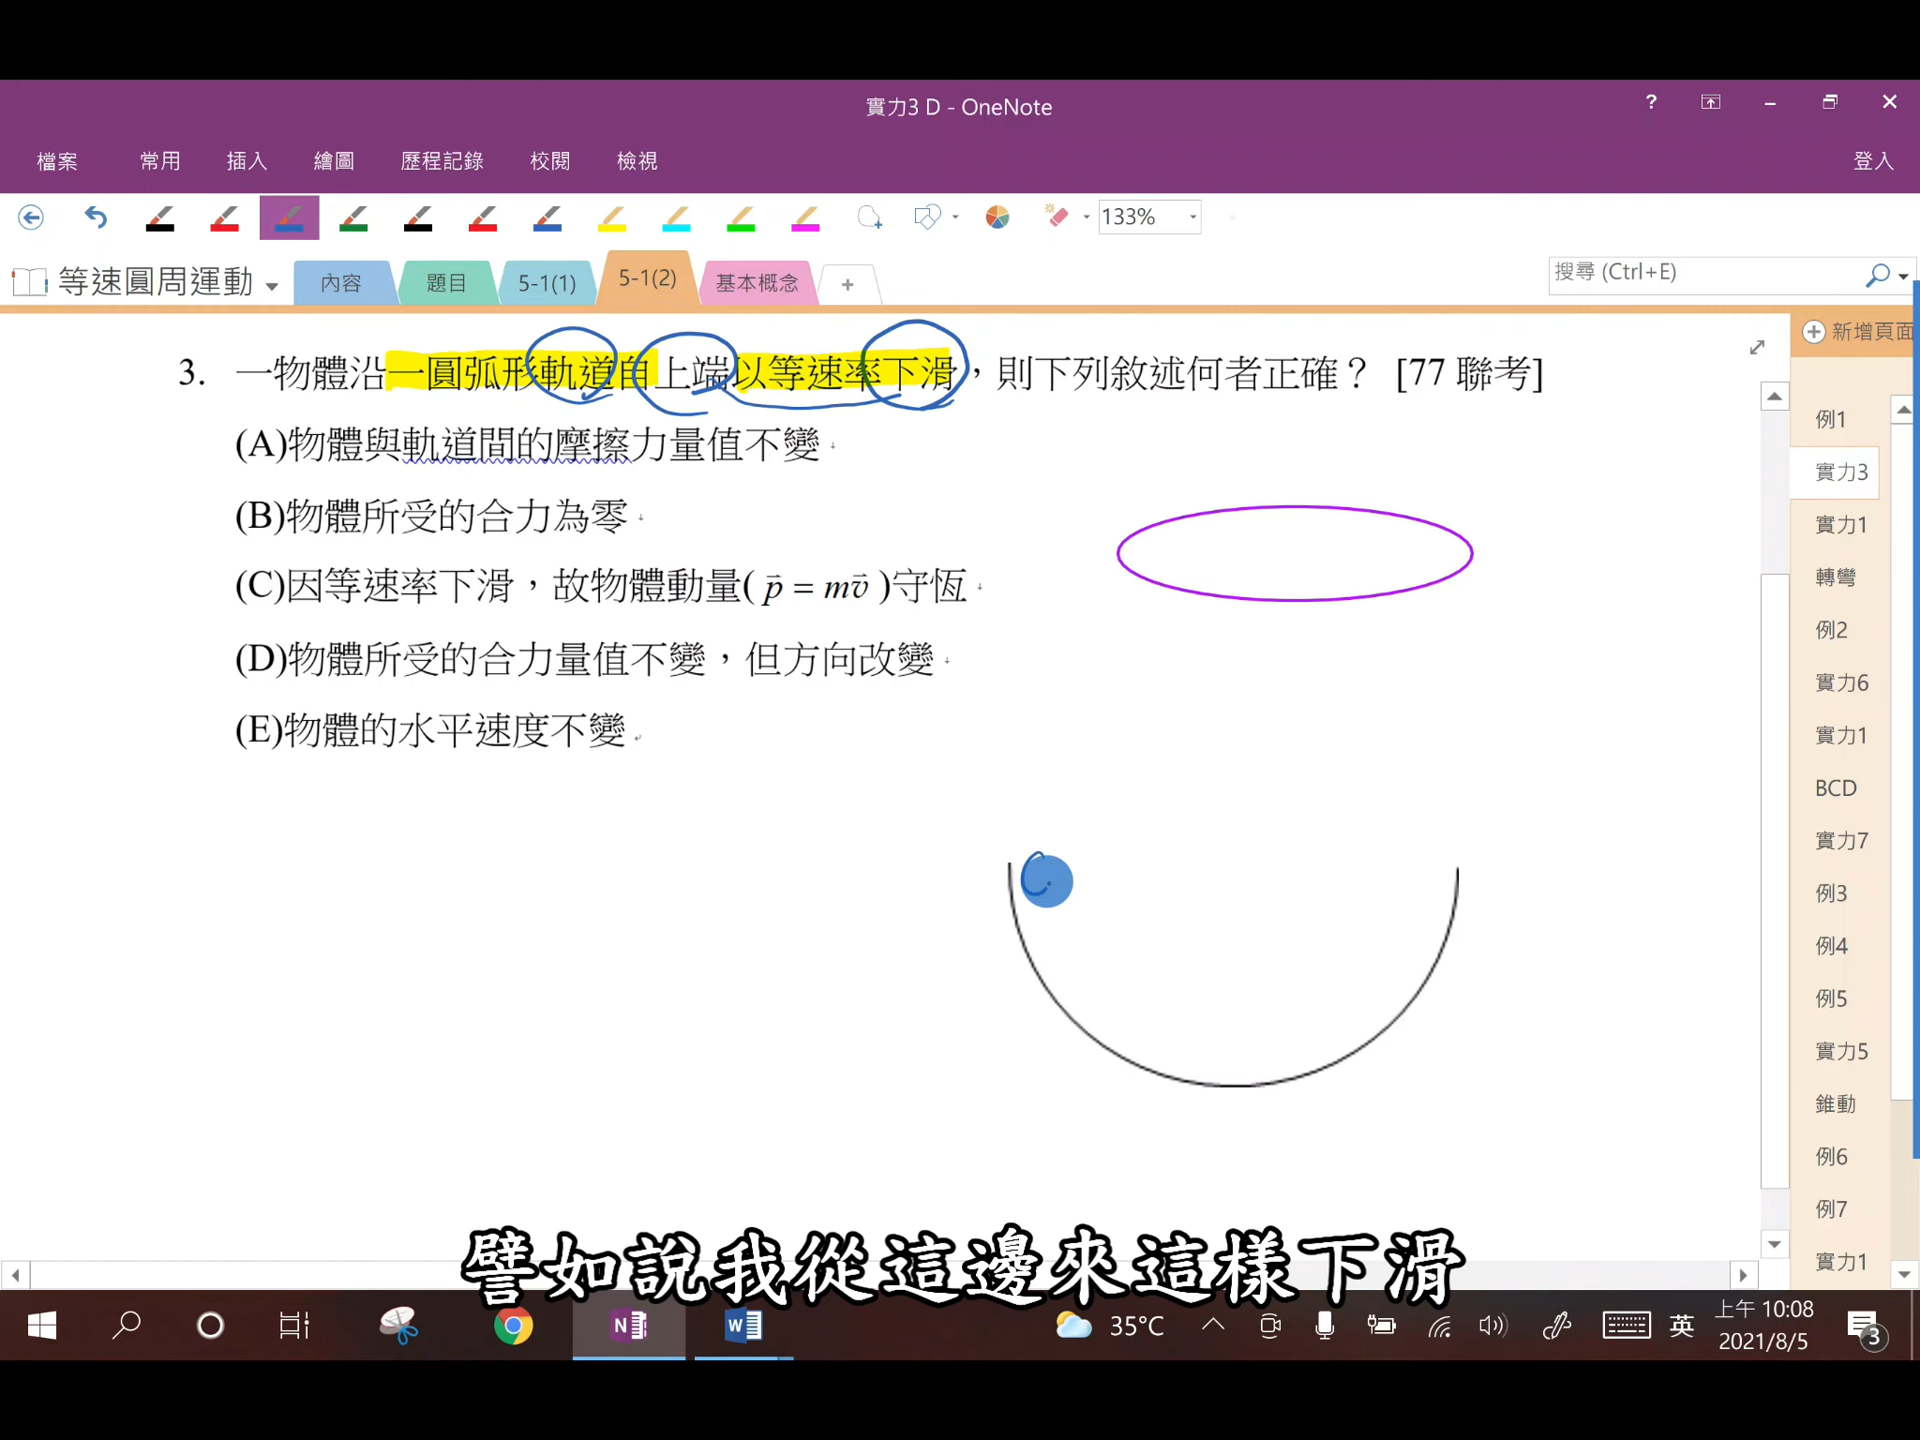 實力3 D - OneNote
?
檔案 常用 插入 繪圖 歷程記錄 校閱 檢視 登入
133%
等速圓周運動 內容 題目 5-1(1) 5-1(2) 基本概念 + 搜尋 (Ctrl+E)
新增頁面
3. 一物體沿一圓弧形軌道自上端以等速率下滑，則下列敘述何者正確？ [77 聯考]
(A)物體與軌道間的摩擦力量值不變
(B)物體所受的合力為零
(C)因等速率下滑，故物體動量( p⃗ = mv⃗ )守恆
(D)物體所受的合力量值不變，但方向改變
(E)物體的水平速度不變
例1
實力3
實力1
轉彎
例2
實力6
實力1
BCD
實力7
例3
例4
例5
實力5
錐動
例6
例7
實力1
譬如說我從這邊來這樣下滑
N W 35°C 英 上午 10:08
2021/8/5 3